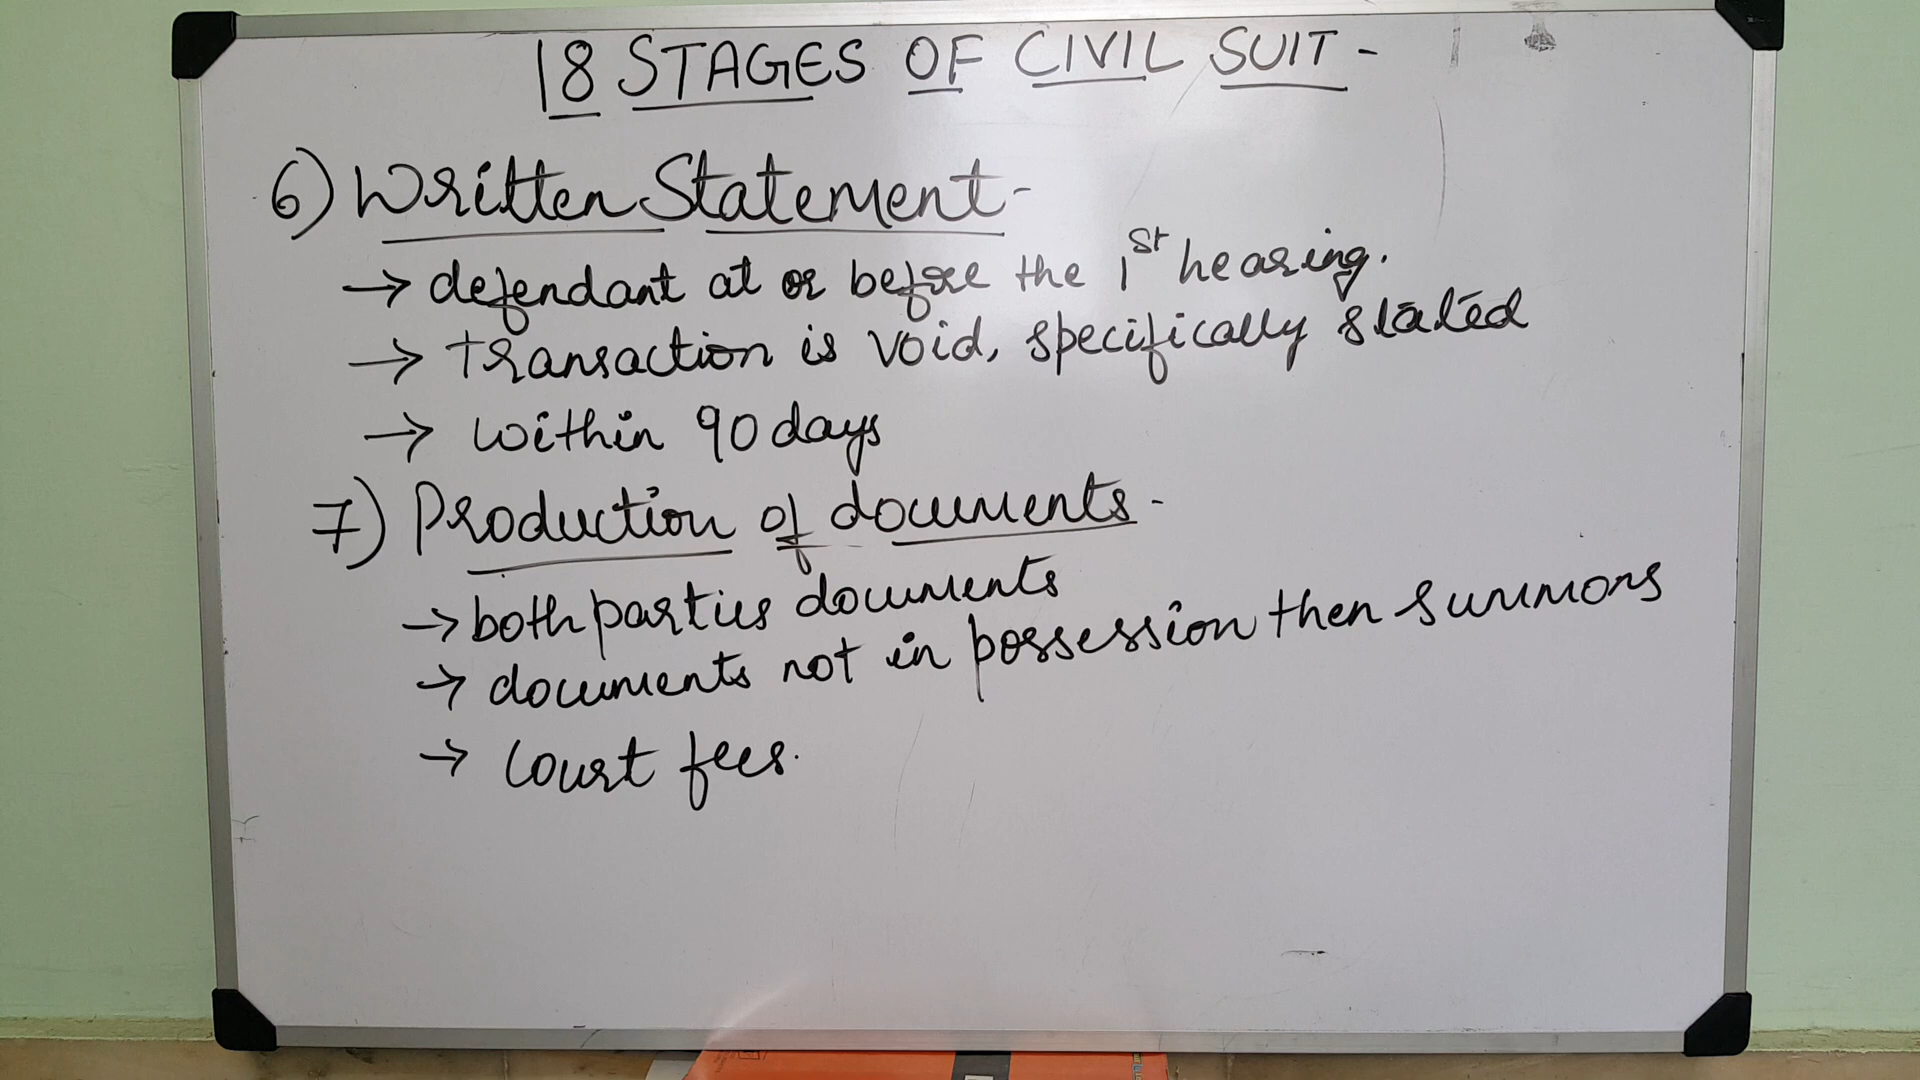 18 STAGES OF CIVIL SUIT -
6) Written Statement -
→ defendant at or before the 1st hearing.
→ transaction is void, specifically stated
→ within 90 days
7) Production of documents -
→ both parties documents
→ documents not in possession then summons
→ court fees.